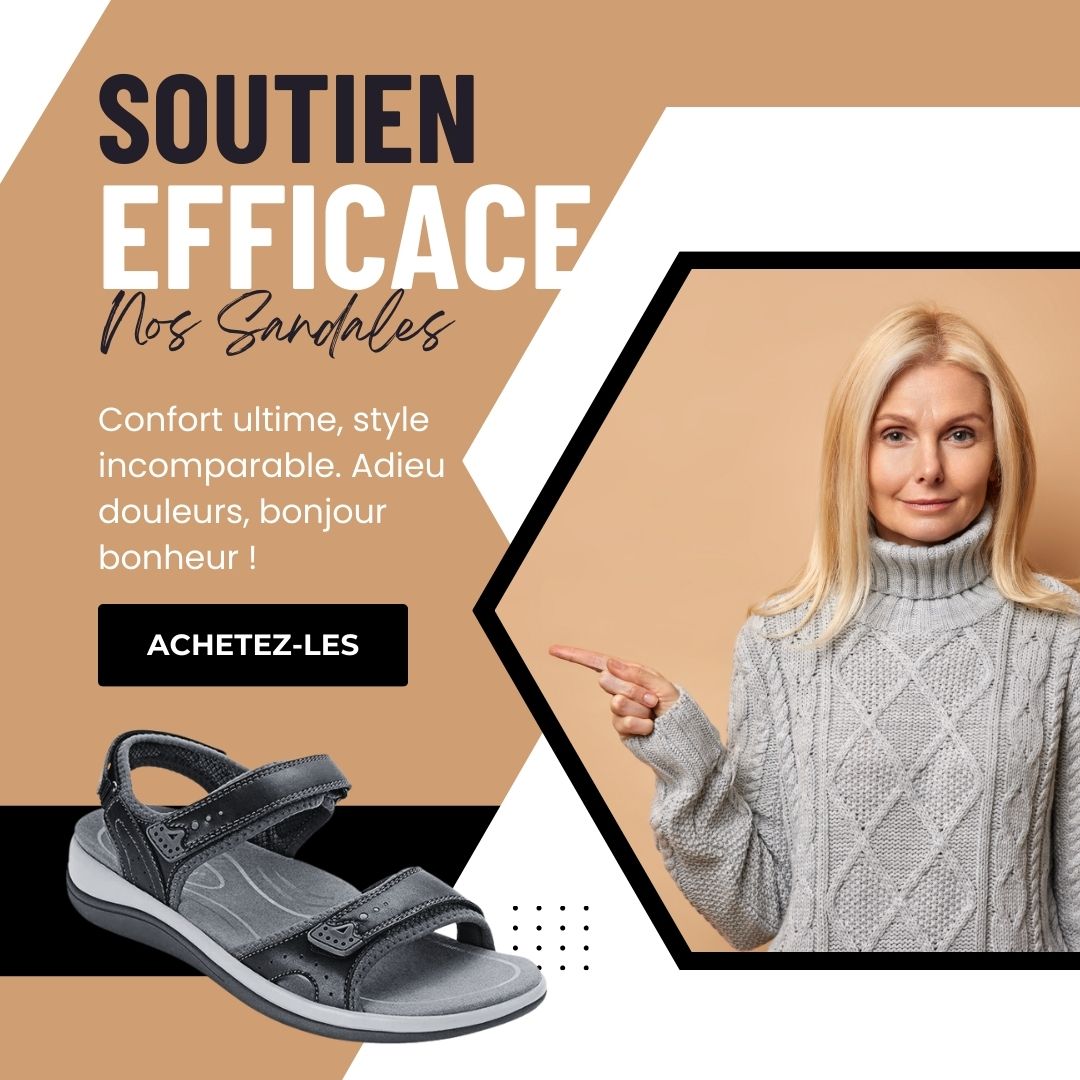 SOUTIEN
EFFICACE
Nos Sandales
Confort ultime, style
incomparable. Adieu
douleurs, bonjour
bonheur !
ACHETEZ-LES